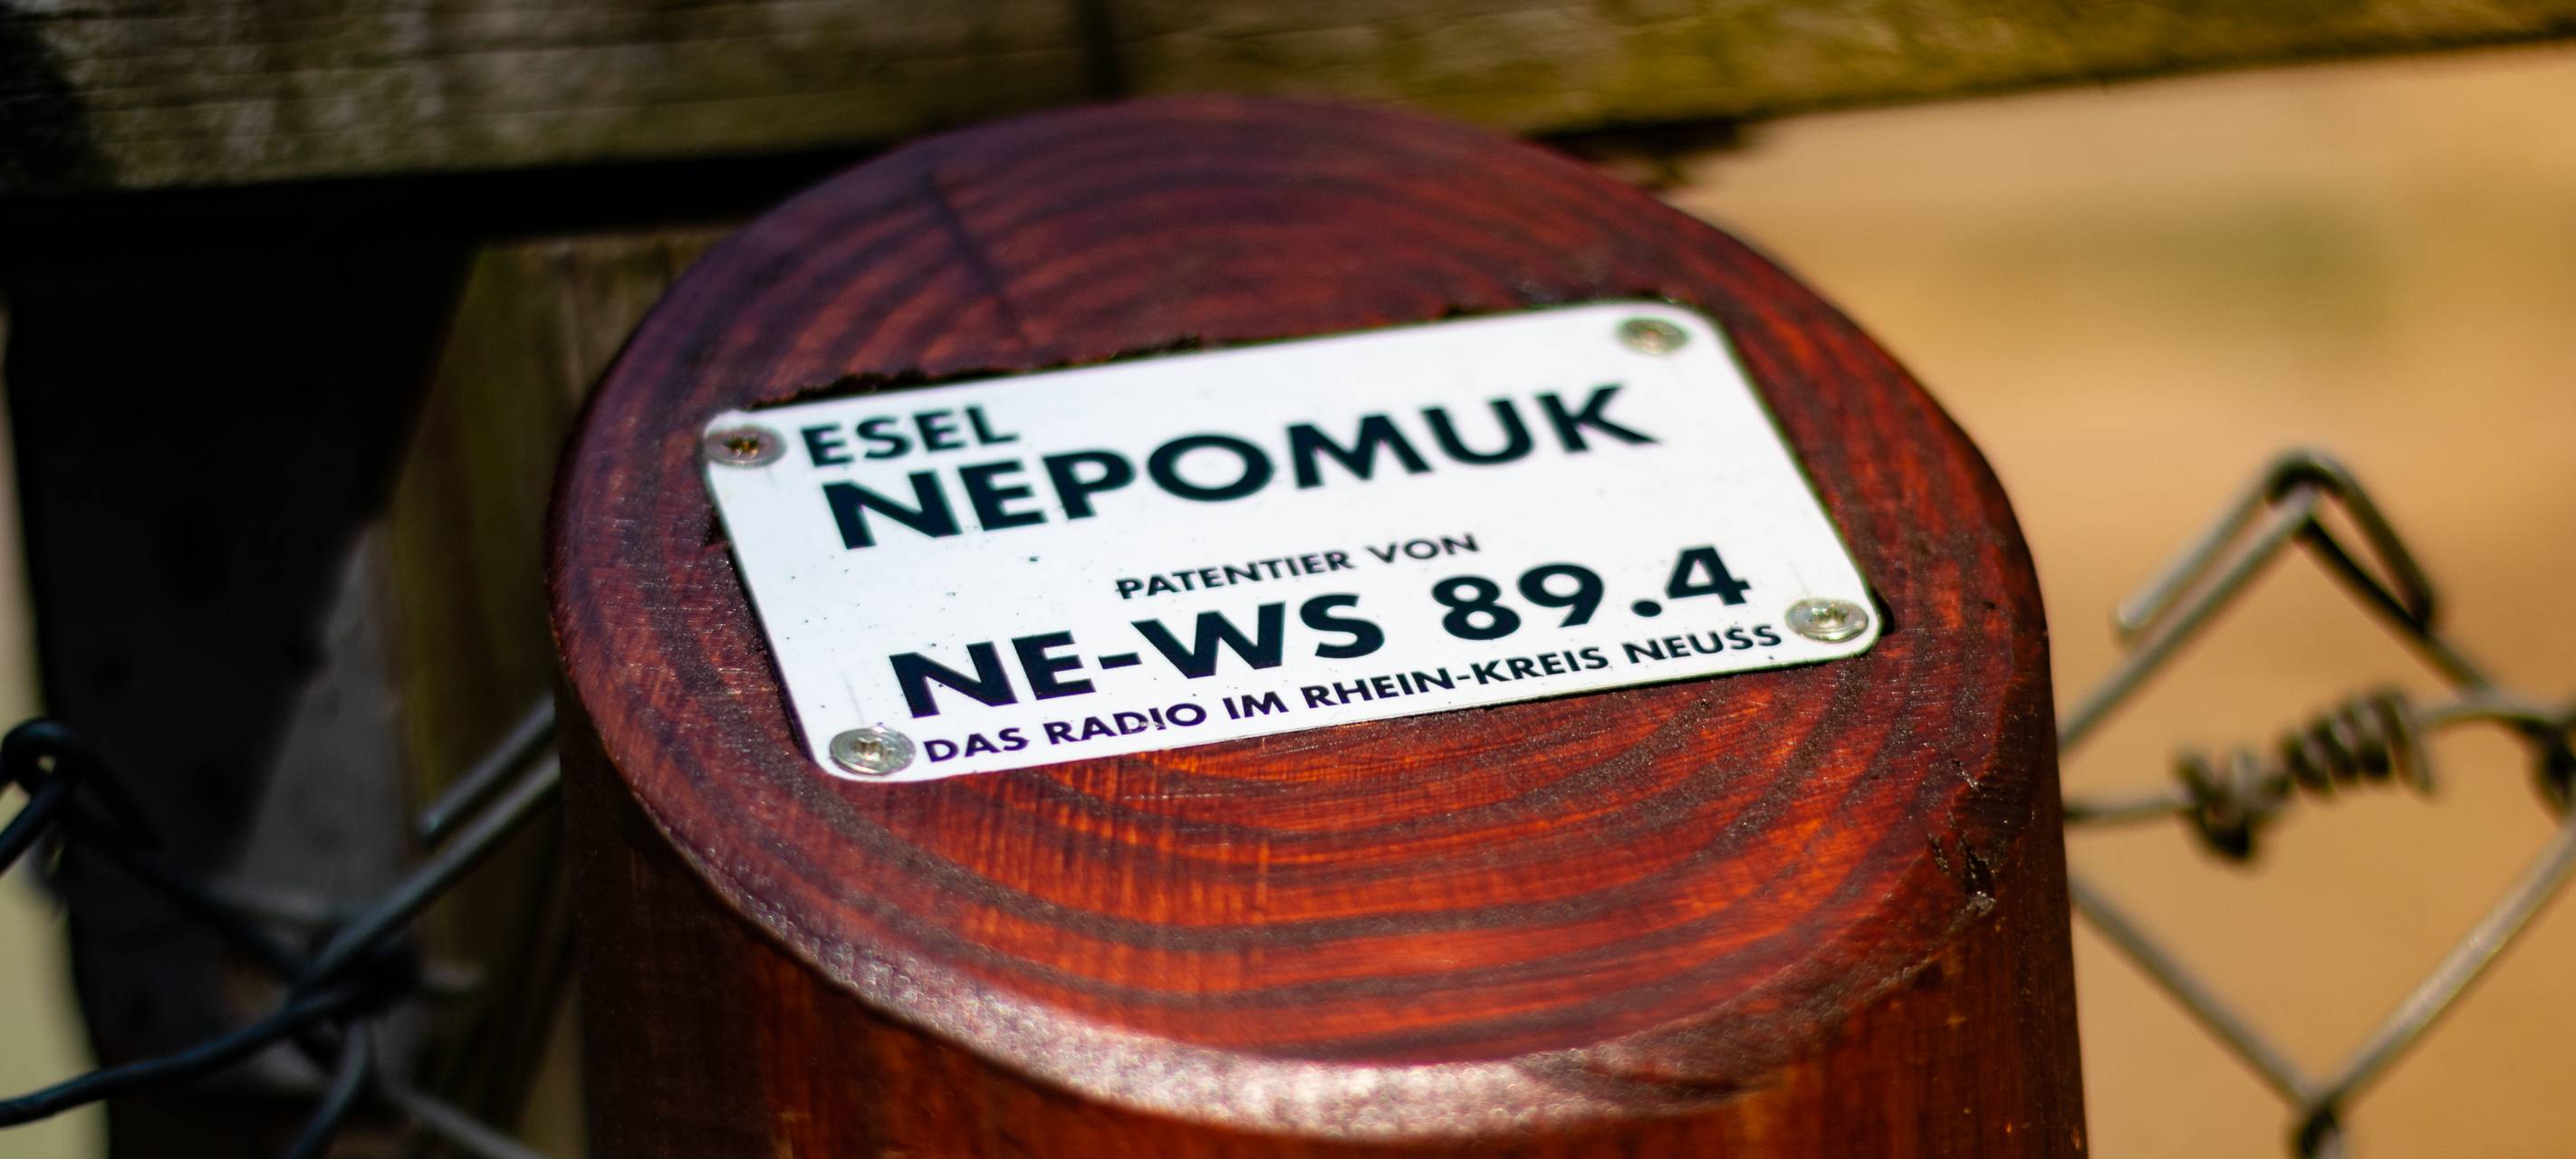 ESEL
NEPOMUK
PATENTIER VON
NE-WS 89.4
DAS RADIO IM RHEIN-KREIS NEUSS